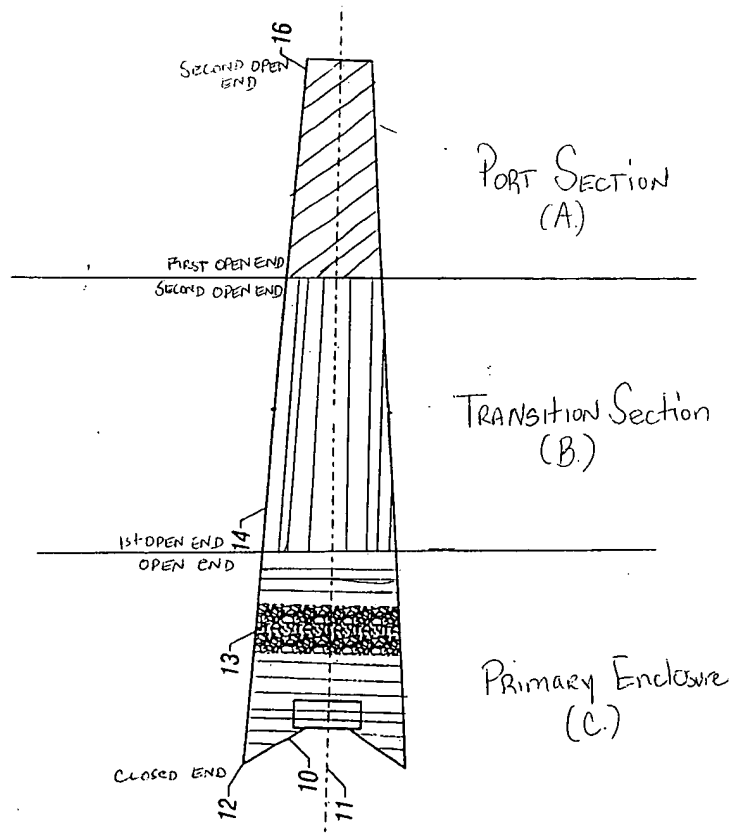 16
SECOND OPEN
END
PORT SECTION
(A.)
FIRST OPEN END
SECOND OPEN END
TRANSITION Section
(B.)
14
1st OPEN END
OPEN END
13
PRIMARY Enclosure
(C.)
CLOSED END
12
10
11